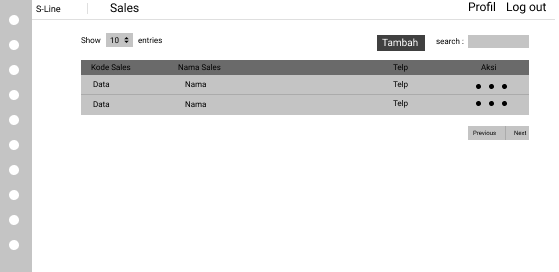 S-Line Sales Profil Log out
Show 10 entries Tambah search :
Kode Sales Nama Sales Telp Aksi
Data Nama Telp
Data Nama Telp
Previous Next